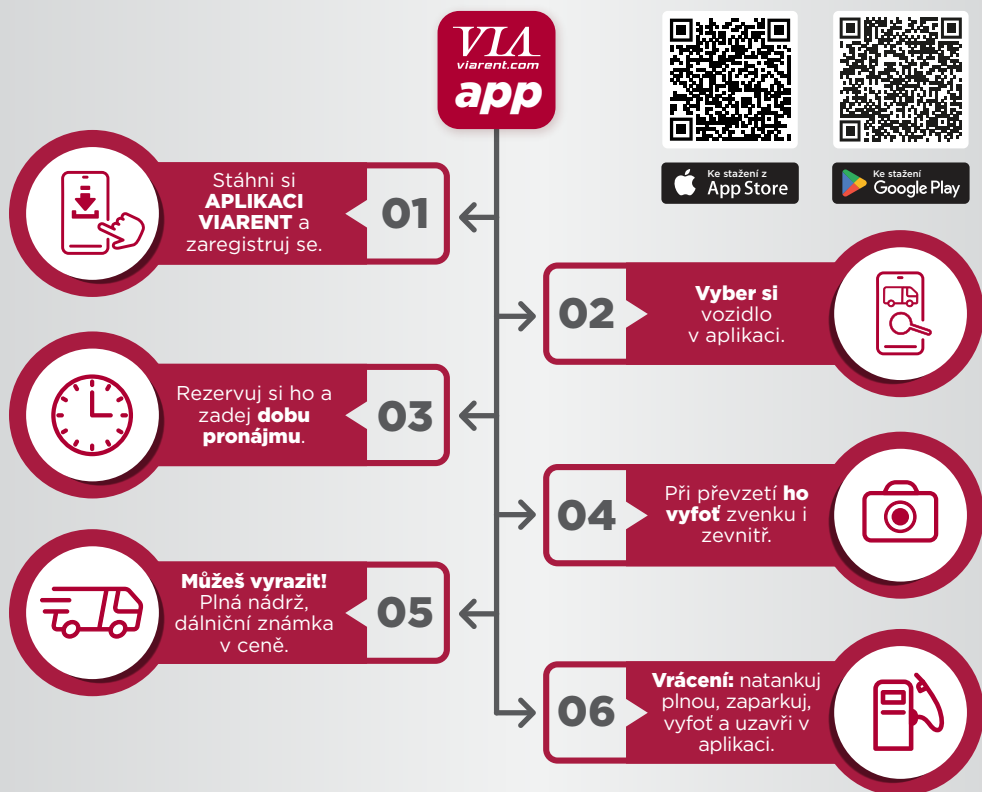 VIA
viarent.com
app
Ke stažení z
App Store
Ke stažení
Google Play
Stáhni si
APLIKACI
VIARENT a
zaregistruj se.
01
02
Vyber si
vozidlo
v aplikaci.
Rezervuj si ho a
zadej dobu
pronájmu.
03
04
Při převzetí ho
vyfoť zvenku i
zevnitř.
Můžeš vyrazit!
Plná nádrž,
dálniční známka
v ceně.
05
06
Vrácení: natankuj
plnou, zaparkuj,
vyfoť a uzavři v
aplikaci.